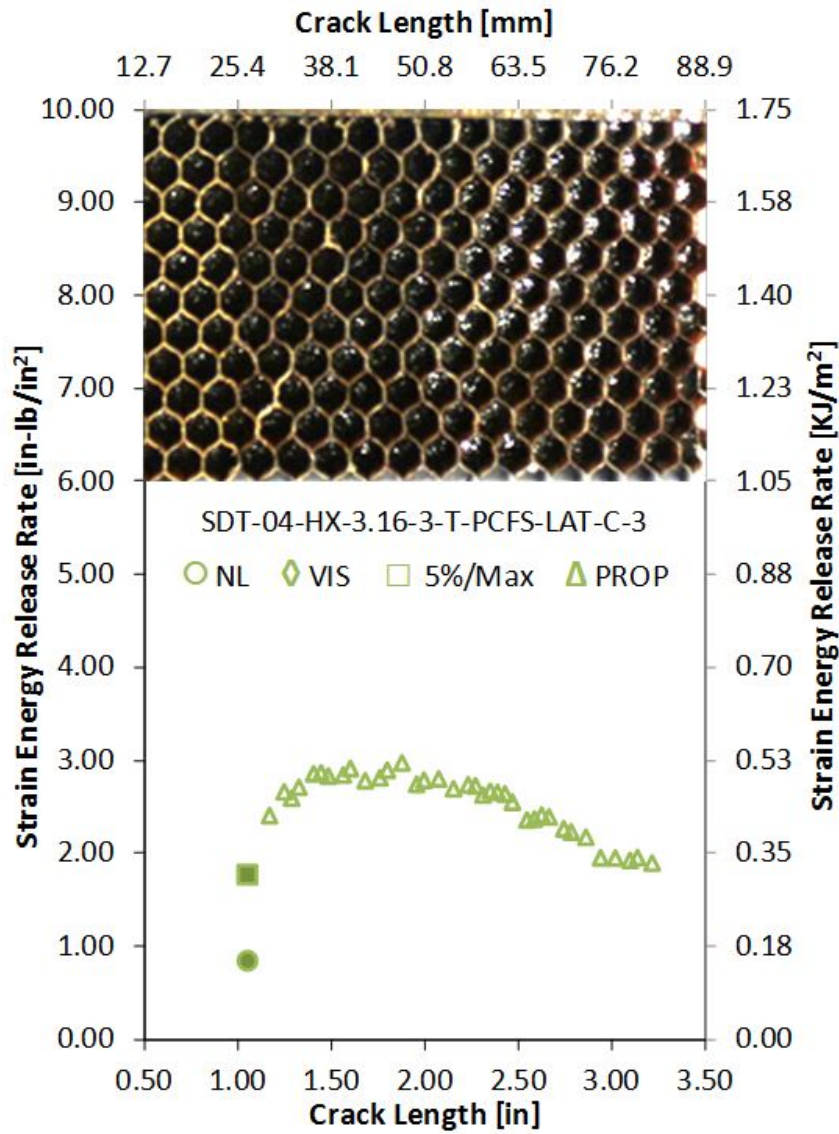 Crack Length [mm]
12.7 25.4 38.1 50.8 63.5 76.2 88.9
10.00 1.75
9.00 1.58
8.00 1.40
7.00 1.23
6.00 1.05
Strain Energy Release Rate [in-lb/in²]
Strain Energy Release Rate [KJ/m²]
SDT-04-HX-3.16-3-T-PCFS-LAT-C-3
NL VIS 5%/Max PROP
5.00 0.88
4.00 0.70
3.00 0.53
2.00 0.35
1.00 0.18
0.00 0.00
0.50 1.00 1.50 2.00 2.50 3.00 3.50
Crack Length [in]